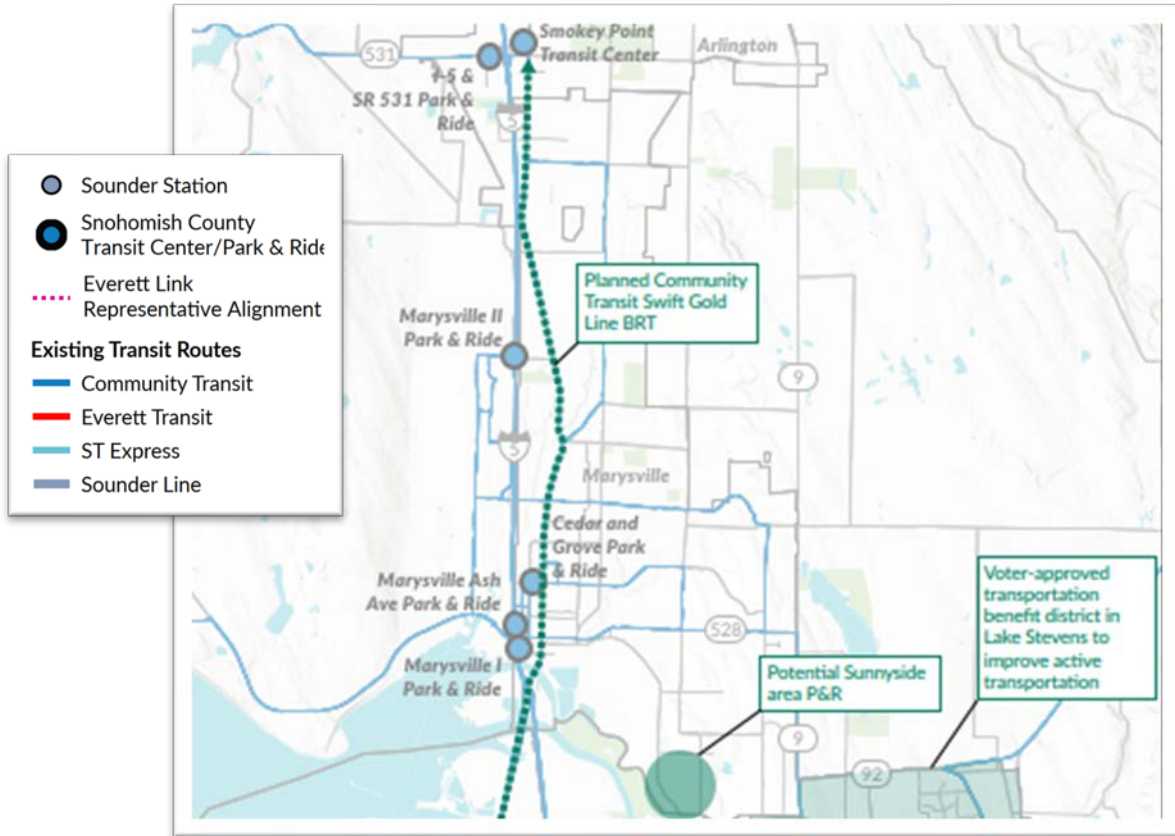 Sounder Station
Snohomish County
Transit Center/Park & Ride
Everett Link
Representative Alignment
Existing Transit Routes
Community Transit
Everett Transit
ST Express
Sounder Line
Smokey Point
Transit Center
Arlington
531
I-5 &
SR 531 Park &
Ride
5
Planned Community
Transit Swift Gold
Line BRT
Marysville II
Park & Ride
9
5
Marysville
Cedar and
Grove Park
& Ride
Marysville Ash
Ave Park & Ride
528
Marysville I
Park & Ride
Voter-approved
transportation
benefit district in
Lake Stevens to
improve active
transportation
Potential Sunnyside
area P&R
9
92